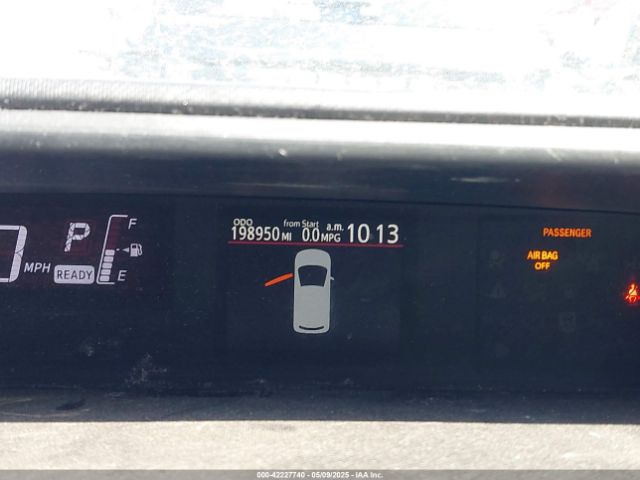 ODO from Start a.m.
198950 MI 0.0 MPG 10 13
P
F
MPH READY E
PASSENGER
AIR BAG
OFF
000-42227740 - 05/09/2025 - IAA Inc.